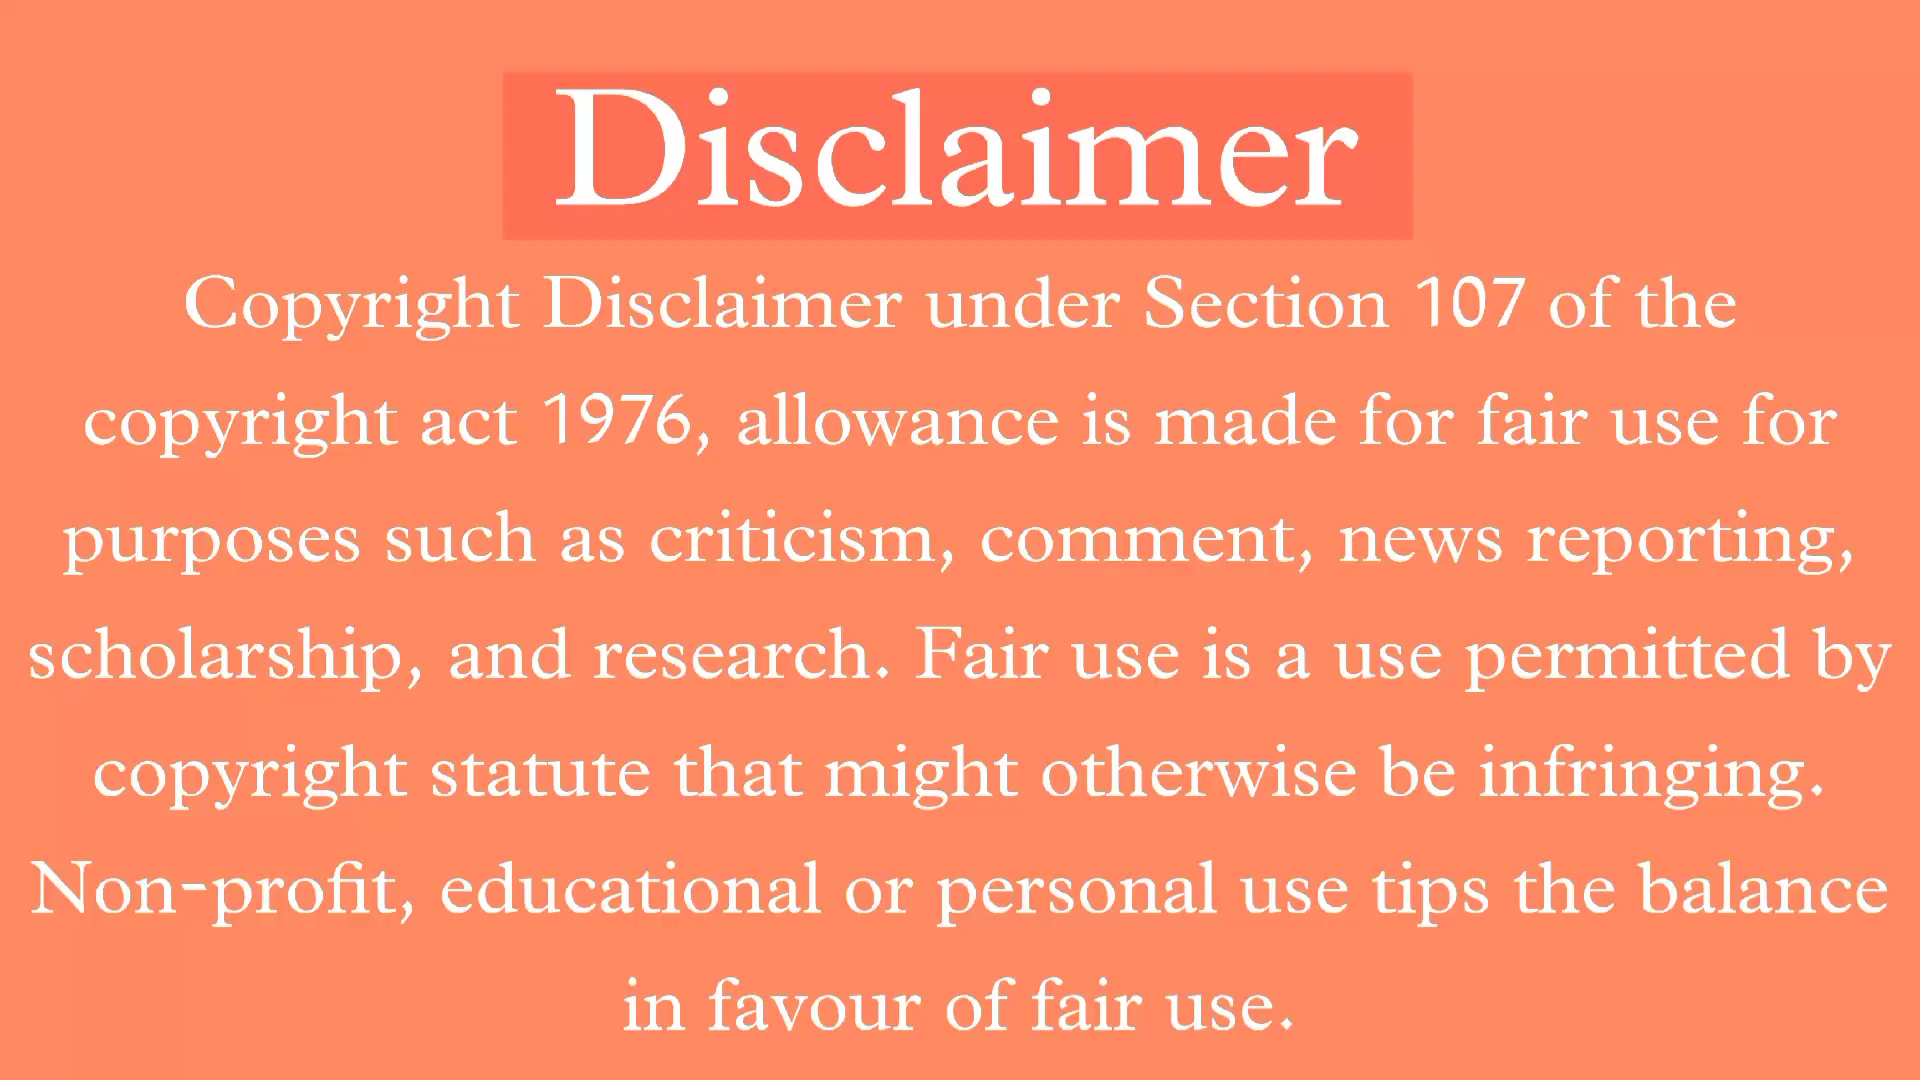 Disclaimer
Copyright Disclaimer under Section 107 of the
copyright act 1976, allowance is made for fair use for
purposes such as criticism, comment, news reporting,
scholarship, and research. Fair use is a use permitted by
copyright statute that might otherwise be infringing.
Non-profit, educational or personal use tips the balance
in favour of fair use.